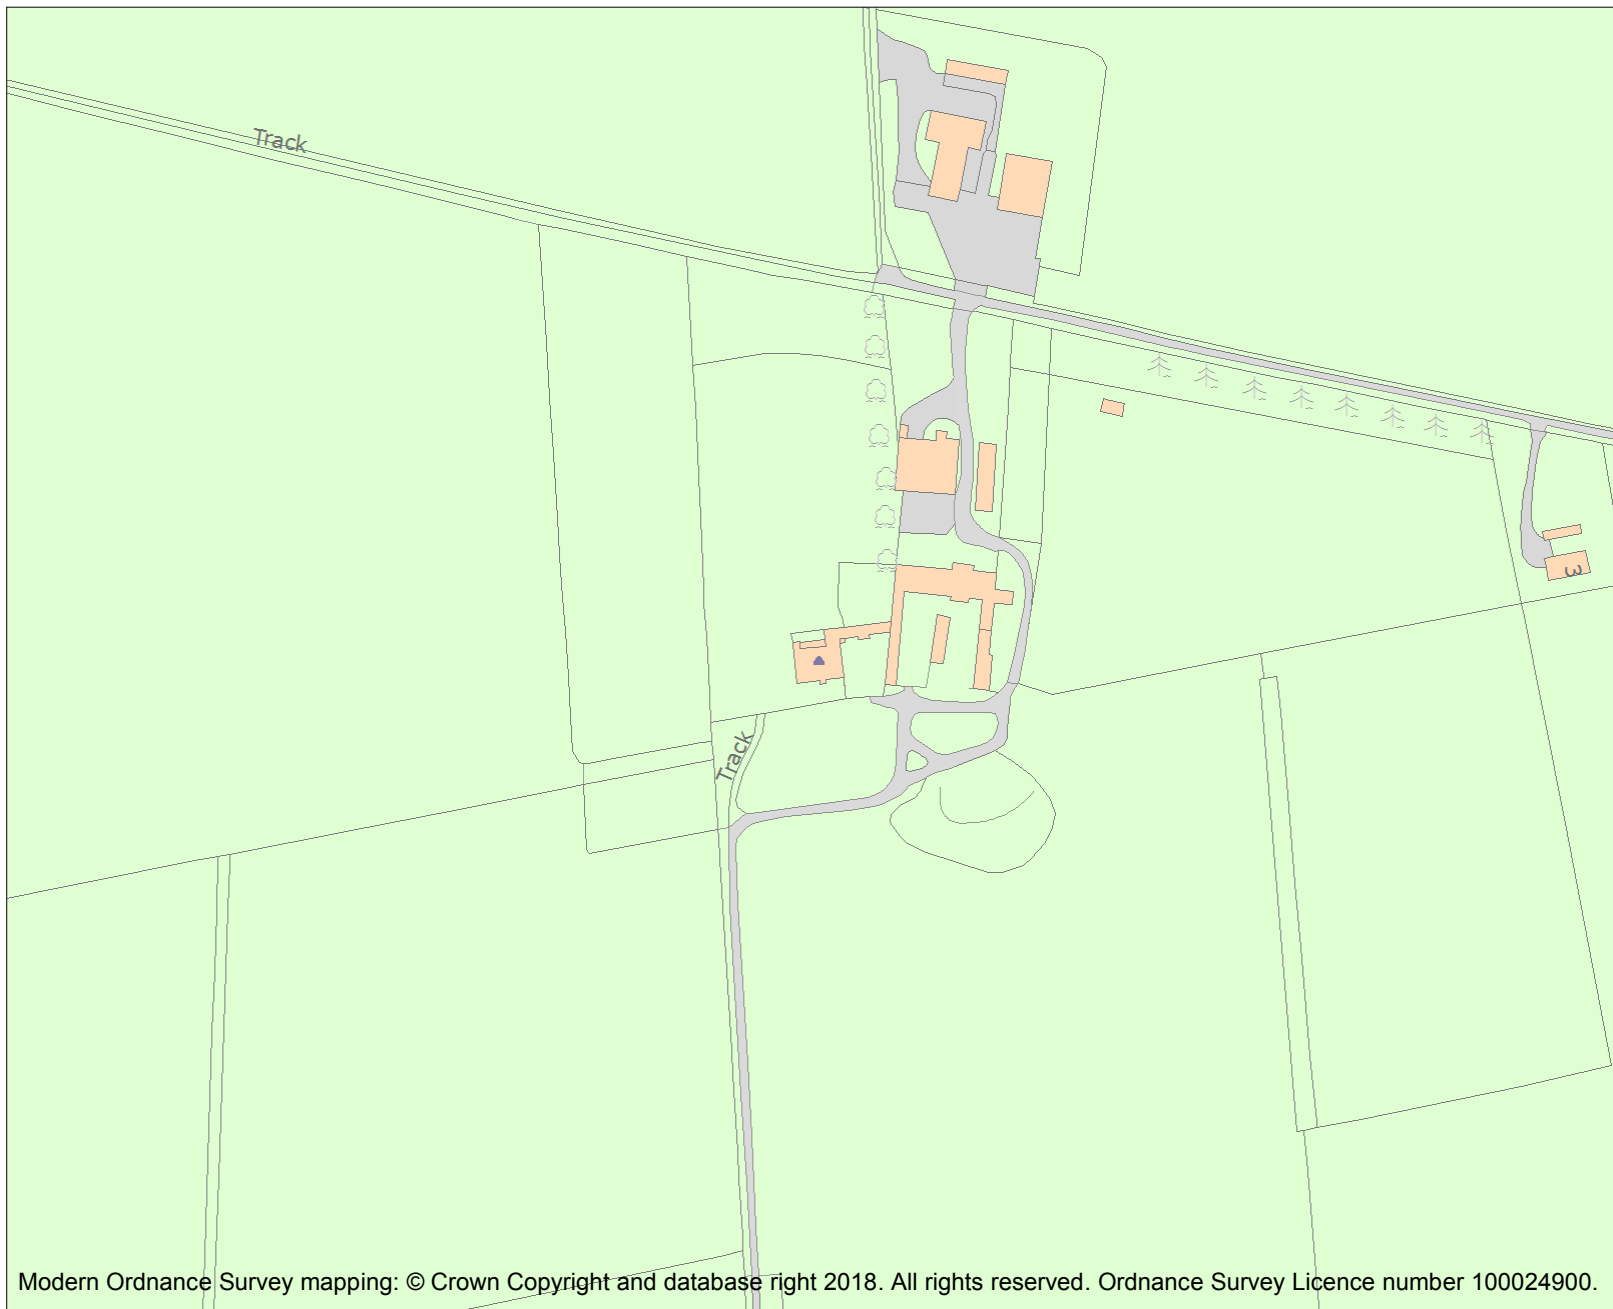 Track
3
Track
Modern Ordnance Survey mapping: © Crown Copyright and database right 2018. All rights reserved. Ordnance Survey Licence number 100024900.